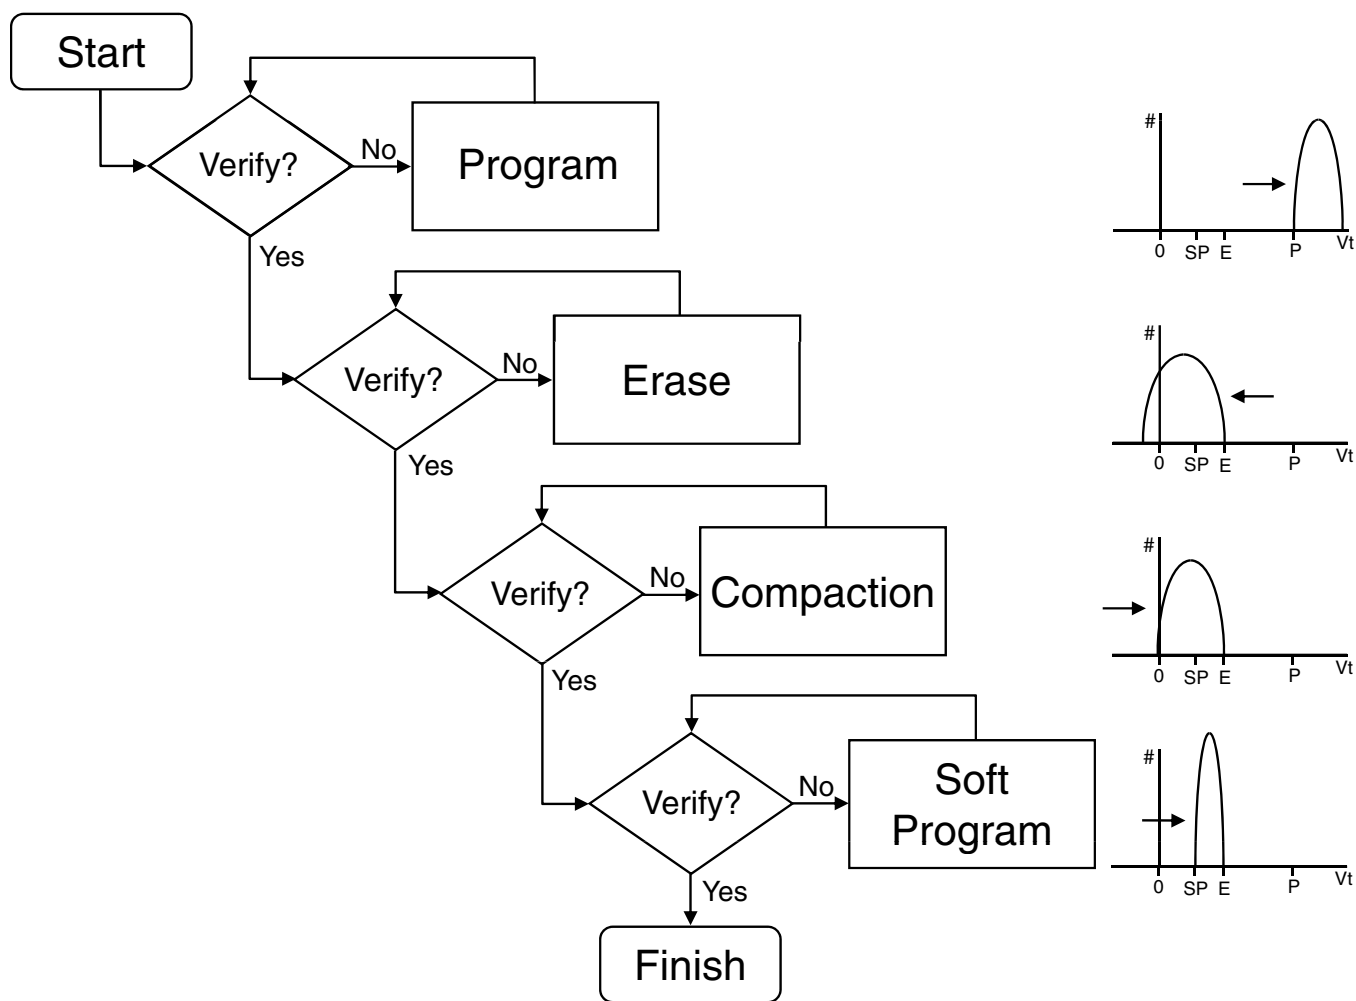 Start
Verify?
No
Program
Yes
#
0 SP E P Vt
Verify?
No
Erase
Yes
#
0 SP E P Vt
Verify?
No
Compaction
Yes
#
0 SP E P Vt
Verify?
No
Soft
Program
Yes
#
0 SP E P Vt
Finish